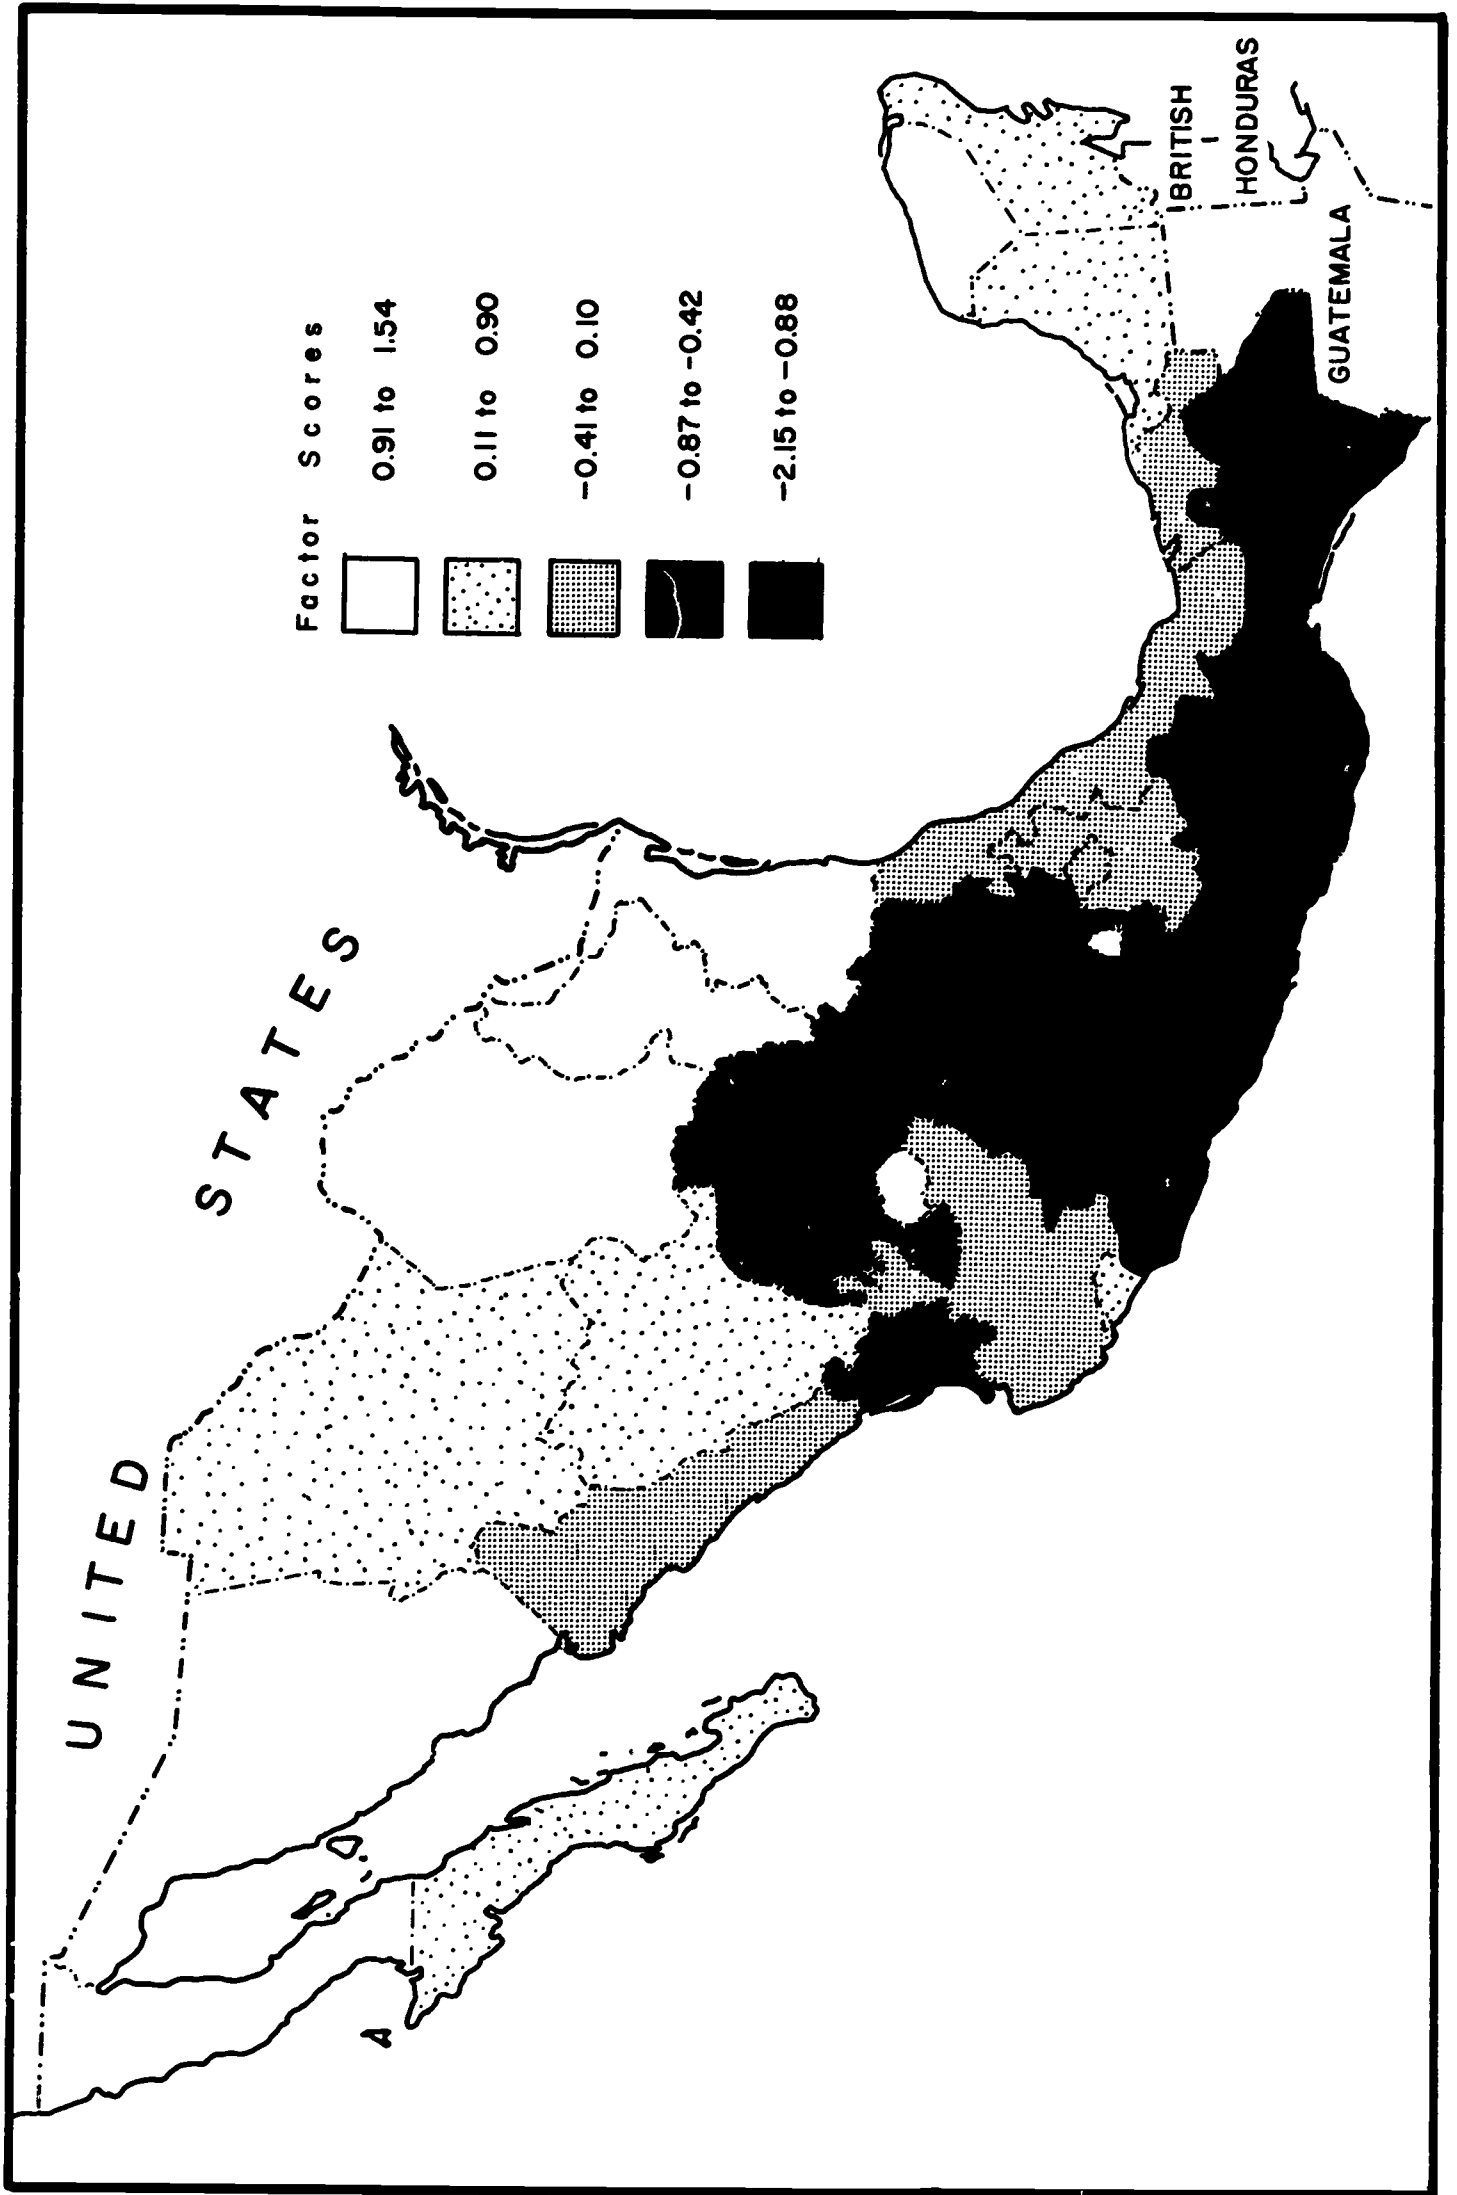 UNITED STATES
Factor Scores
0.91 to 1.54
0.11 to 0.90
-0.41 to 0.10
-0.87 to -0.42
-2.15 to -0.88
BRITISH
HONDURAS
GUATEMALA
A